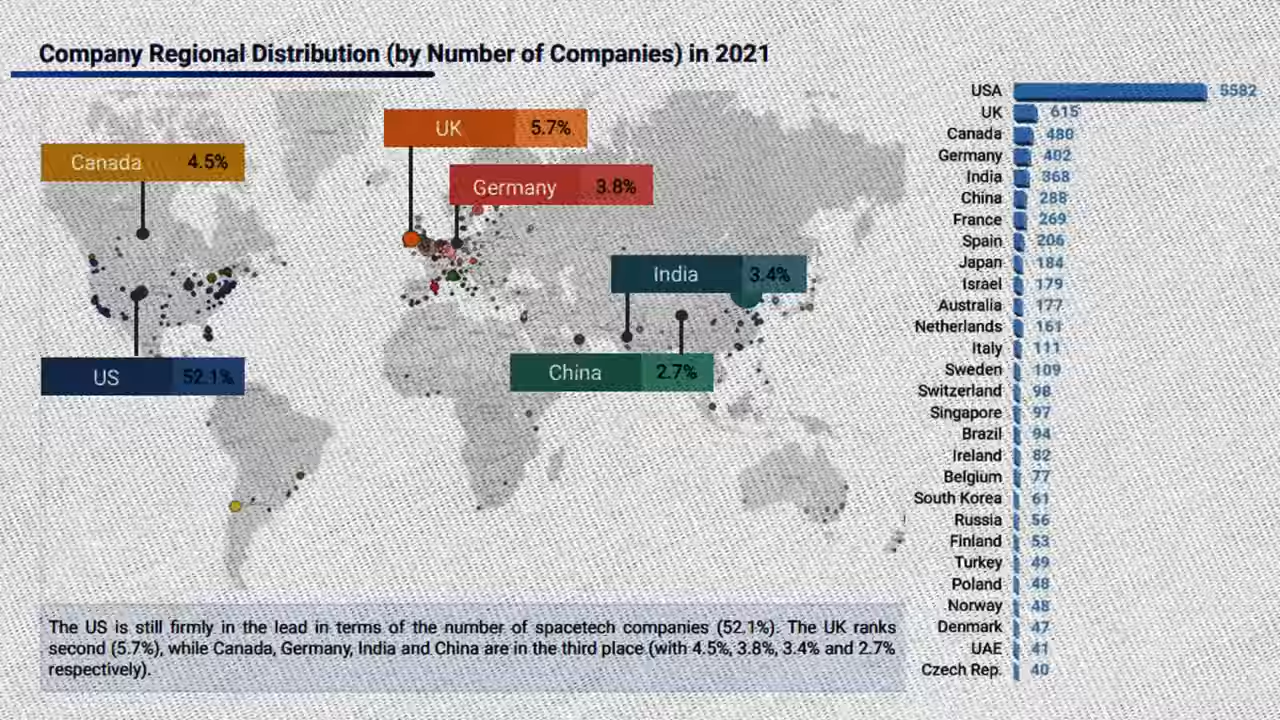 Company Regional Distribution (by Number of Companies) in 2021
Canada 4.5%
UK 5.7%
Germany 3.8%
India 3.4%
China 2.7%
US 52.1%
The US is still firmly in the lead in terms of the number of spacetech companies (52.1%). The UK ranks
second (5.7%), while Canada, Germany, India and China are in the third place (with 4.5%, 3.8%, 3.4% and 2.7%
respectively).
USA 5582
UK 615
Canada 480
Germany 402
India 368
China 288
France 269
Spain 206
Japan 184
Israel 179
Australia 177
Netherlands 161
Italy 111
Sweden 109
Switzerland 98
Singapore 97
Brazil 94
Ireland 82
Belgium 77
South Korea 61
Russia 56
Finland 53
Turkey 49
Poland 48
Norway 48
Denmark 47
UAE 41
Czech Rep. 40